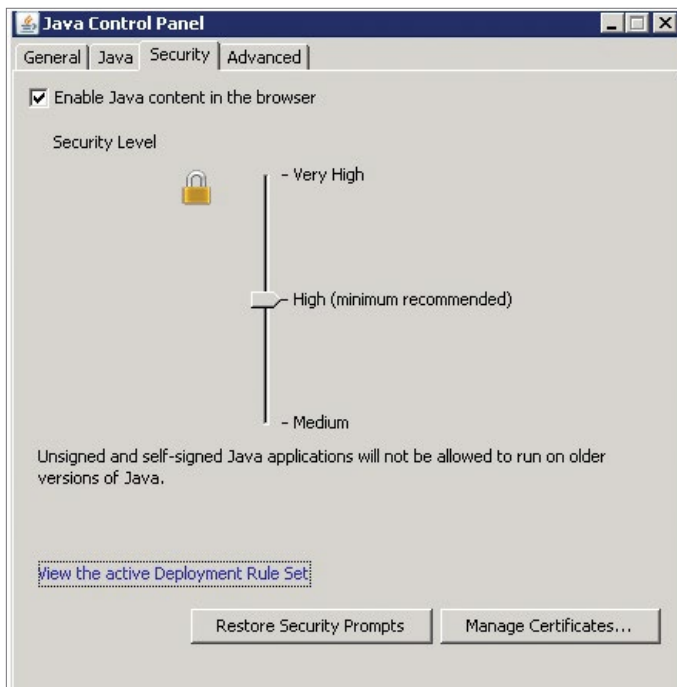 Java Control Panel
General Java Security Advanced
Enable Java content in the browser
Security Level
- Very High
- High (minimum recommended)
- Medium
Unsigned and self-signed Java applications will not be allowed to run on older
versions of Java.
View the active Deployment Rule Set
Restore Security Prompts Manage Certificates...